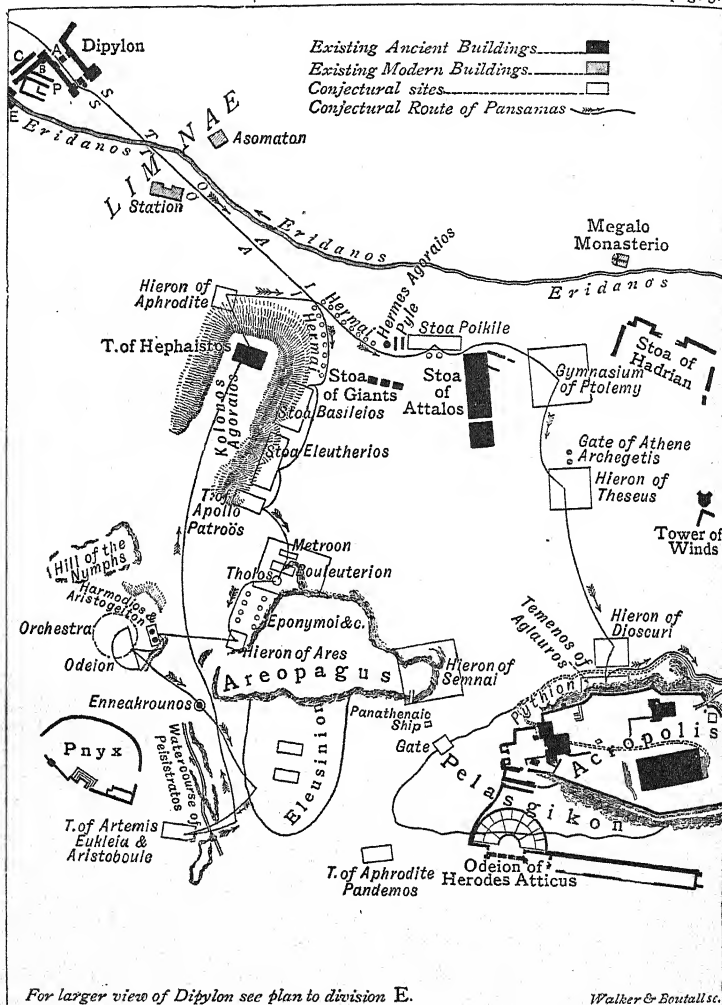 Existing Ancient Buildings
Existing Modern Buildings
Conjectural sites
Conjectural Route of Pansamas
Dipylon
A
C
B
P
S
S
E
Eridanos
LIMNAE
Asomaton
STOA
Station
Eridanos
Megalo
Monasterio
Eridanos
Hieron of
Aphrodite
Hermai
Hermai
Hermes Agoraios
Pyle
Stoa Poikile
T. of Hephaistos
Kolonos
Agoraios
Stoa
of Giants
Stoa
of
Attalos
Gymnasium
of Ptolemy
Stoa of
Hadrian
Stoa Basileios
Stoa Eleutherios
Gate of Athene
Archegetis
Hieron of
Theseus
T. of
Apollo
Patroös
Tower of
Winds
Metroon
Bouleuterion
Tholos
Hill of the
Nymphs
Harmodios &
Aristogeiton
Orchestra
Odeion
Eponymoi &c.
Hieron of Ares
Areopagus
Hieron of
Semnai
Temenos of
Aglauros
Hieron of
Dioscuri
Pythion
Panathenaic
Ship
Enneakrounos
Gate
Acropolis
Pnyx
Watercourse of
Peisistratos
Eleusinion
Pelasgikon
T. of Artemis
Eukleia &
Aristoboule
T. of Aphrodite
Pandemos
Odeion of
Herodes Atticus
For larger view of Dipylon see plan to division E.
Walker & Boutall sc.